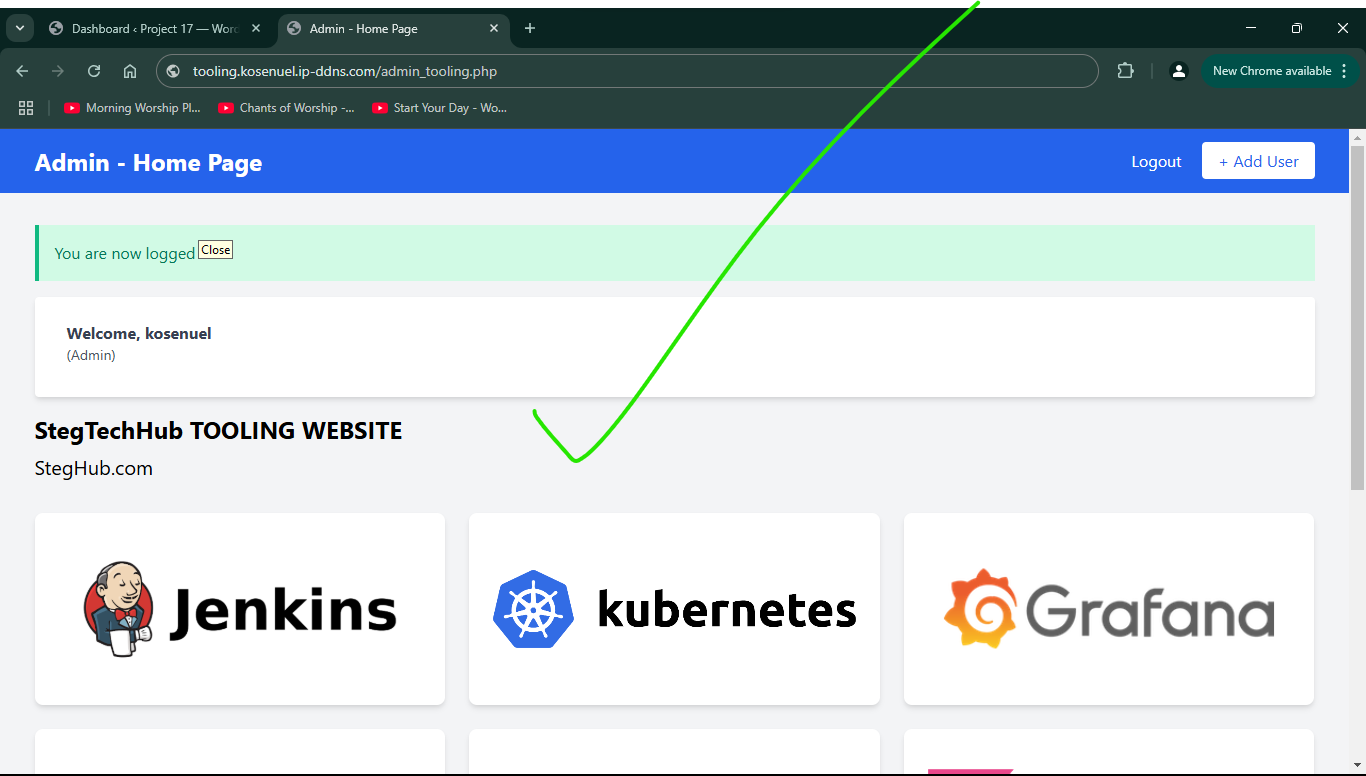 Dashboard ‹ Project 17 — Wor
Admin - Home Page
tooling.kosenuel.ip-ddns.com/admin_tooling.php
New Chrome available
Morning Worship Pl...
Chants of Worship -...
Start Your Day - Wo...
Admin - Home Page
Logout
+ Add User
You are now logged
Close
Welcome, kosenuel
(Admin)
StegTechHub TOOLING WEBSITE
StegHub.com
Jenkins
kubernetes
Grafana